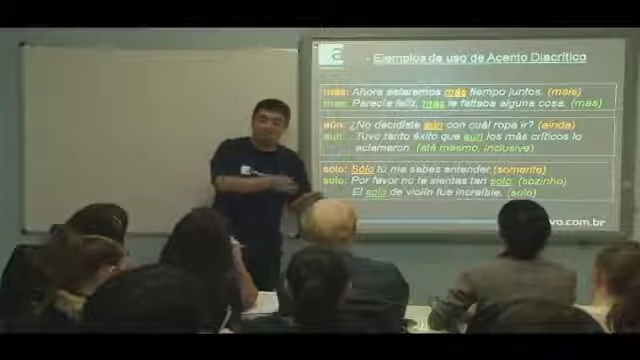 - Ejemplos de uso de Acento Diacrítico
más: Ahora estaremos más tiempo juntos. (mais)
mas: Parecía feliz, mas le faltaba alguna cosa. (mas)
aún: ¿No decidiste aún con cuál ropa ir? (ainda)
aun: Tuvo tanto éxito que aun los más críticos lo
aclamaron (até mesmo, inclusive)
sólo: Sólo tú me sabes entender (somente)
solo: Por favor no te sientas tan solo. (sozinho)
El solo de violín fue increíble. (solo)
vo.com.br